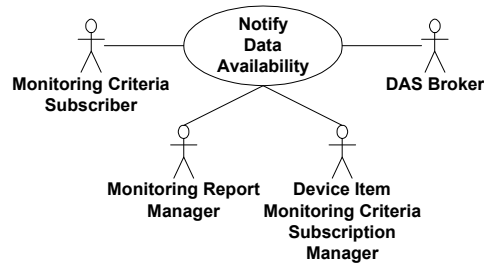 Notify
Data
Availability
Monitoring Criteria
Subscriber
DAS Broker
Monitoring Report
Manager
Device Item
Monitoring Criteria
Subscription
Manager